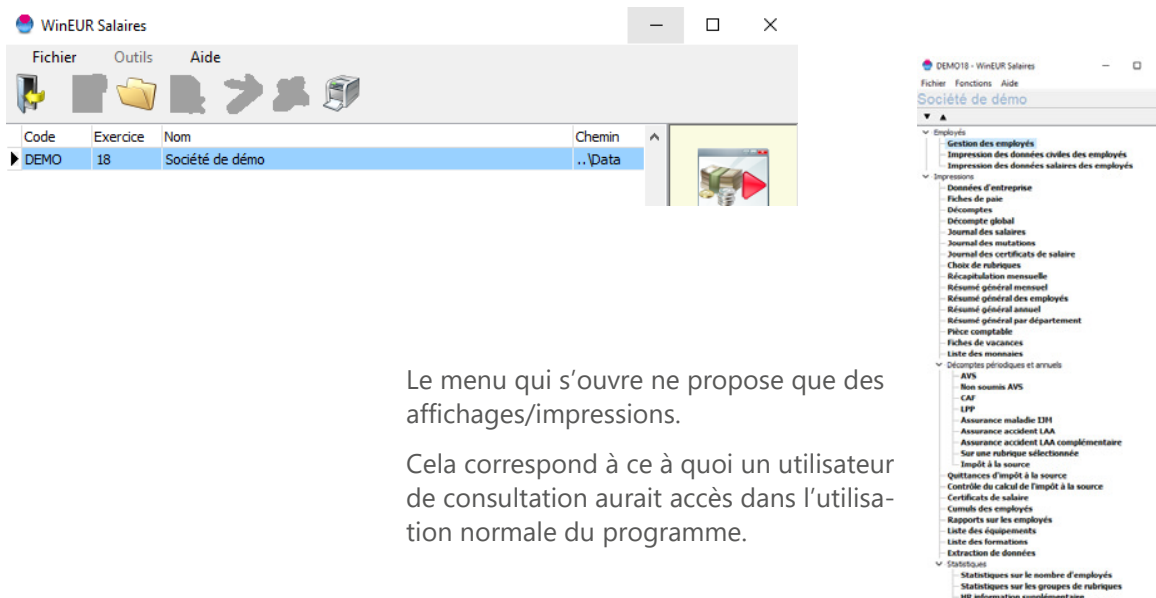 WinEUR Salaires
Fichier Outils Aide
Code Exercice Nom Chemin
DEMO 18 Société de démo ..\Data
Le menu qui s’ouvre ne propose que des
affichages/impressions.
Cela correspond à ce à quoi un utilisateur
de consultation aurait accès dans l’utilisa-
tion normale du programme.
DEMO18 - WinEUR Salaires
Fichier Fonctions Aide
Société de démo
Employés
Gestion des employés
Impression des données civiles des employés
Impression des données salaires des employés
Impressions
Données d'entreprise
Fiches de paie
Décomptes
Décompte global
Journal des salaires
Journal des mutations
Journal des certificats de salaire
Choix de rubriques
Récapitulation mensuelle
Résumé général mensuel
Résumé général des employés
Résumé général annuel
Résumé général par département
Pièce comptable
Fiches de vacances
Liste des monnaies
Décomptes périodiques et annuels
AVS
Non soumis AVS
CAF
LPP
Assurance maladie IJM
Assurance accident LAA
Assurance accident LAA complémentaire
Sur une rubrique sélectionnée
Impôt à la source
Quittances d'impôt à la source
Contrôle du calcul de l'impôt à la source
Certificats de salaire
Cumuls des employés
Rapports sur les employés
Liste des équipements
Liste des formations
Extraction de données
Statistiques
Statistiques sur le nombre d'employés
Statistiques sur les groupes de rubriques
HR information supplémentaire